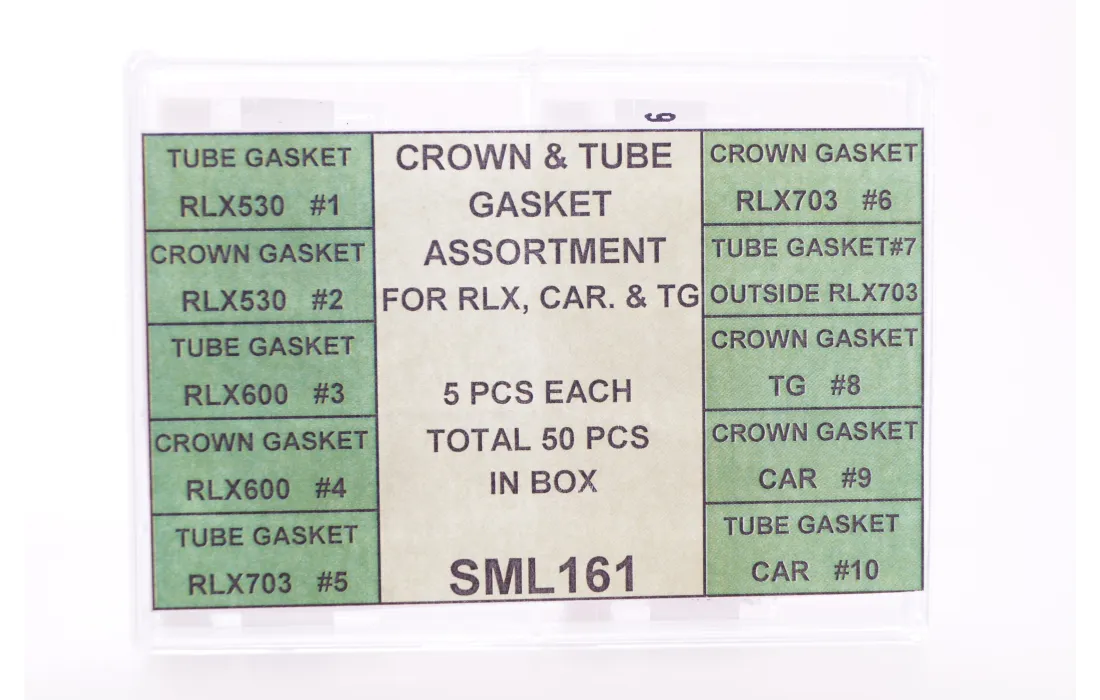 6
TUBE GASKET
RLX530 #1
CROWN GASKET
RLX530 #2
TUBE GASKET
RLX600 #3
CROWN GASKET
RLX600 #4
TUBE GASKET
RLX703 #5
CROWN & TUBE
GASKET
ASSORTMENT
FOR RLX, CAR. & TG
5 PCS EACH
TOTAL 50 PCS
IN BOX
SML161
CROWN GASKET
RLX703 #6
TUBE GASKET#7
OUTSIDE RLX703
CROWN GASKET
TG #8
CROWN GASKET
CAR #9
TUBE GASKET
CAR #10